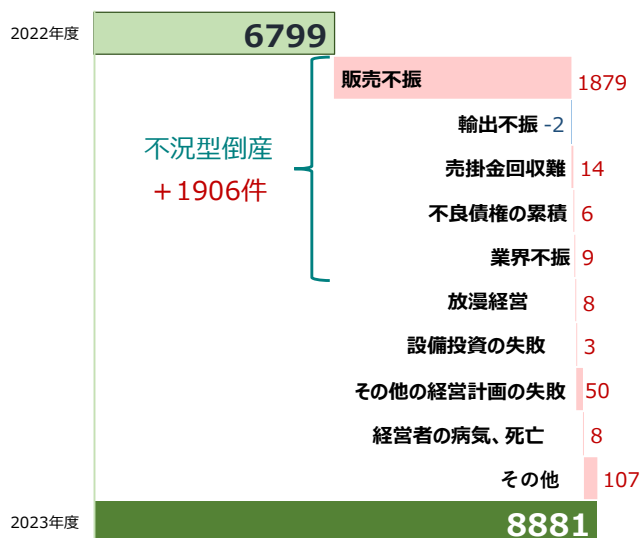 2022年度 6799
販売不振 1879
輸出不振 -2
不況型倒産
＋1906件
売掛金回収難 14
不良債権の累積 6
業界不振 9
放漫経営 8
設備投資の失敗 3
その他の経営計画の失敗 50
経営者の病気、死亡 8
その他 107
2023年度 8881